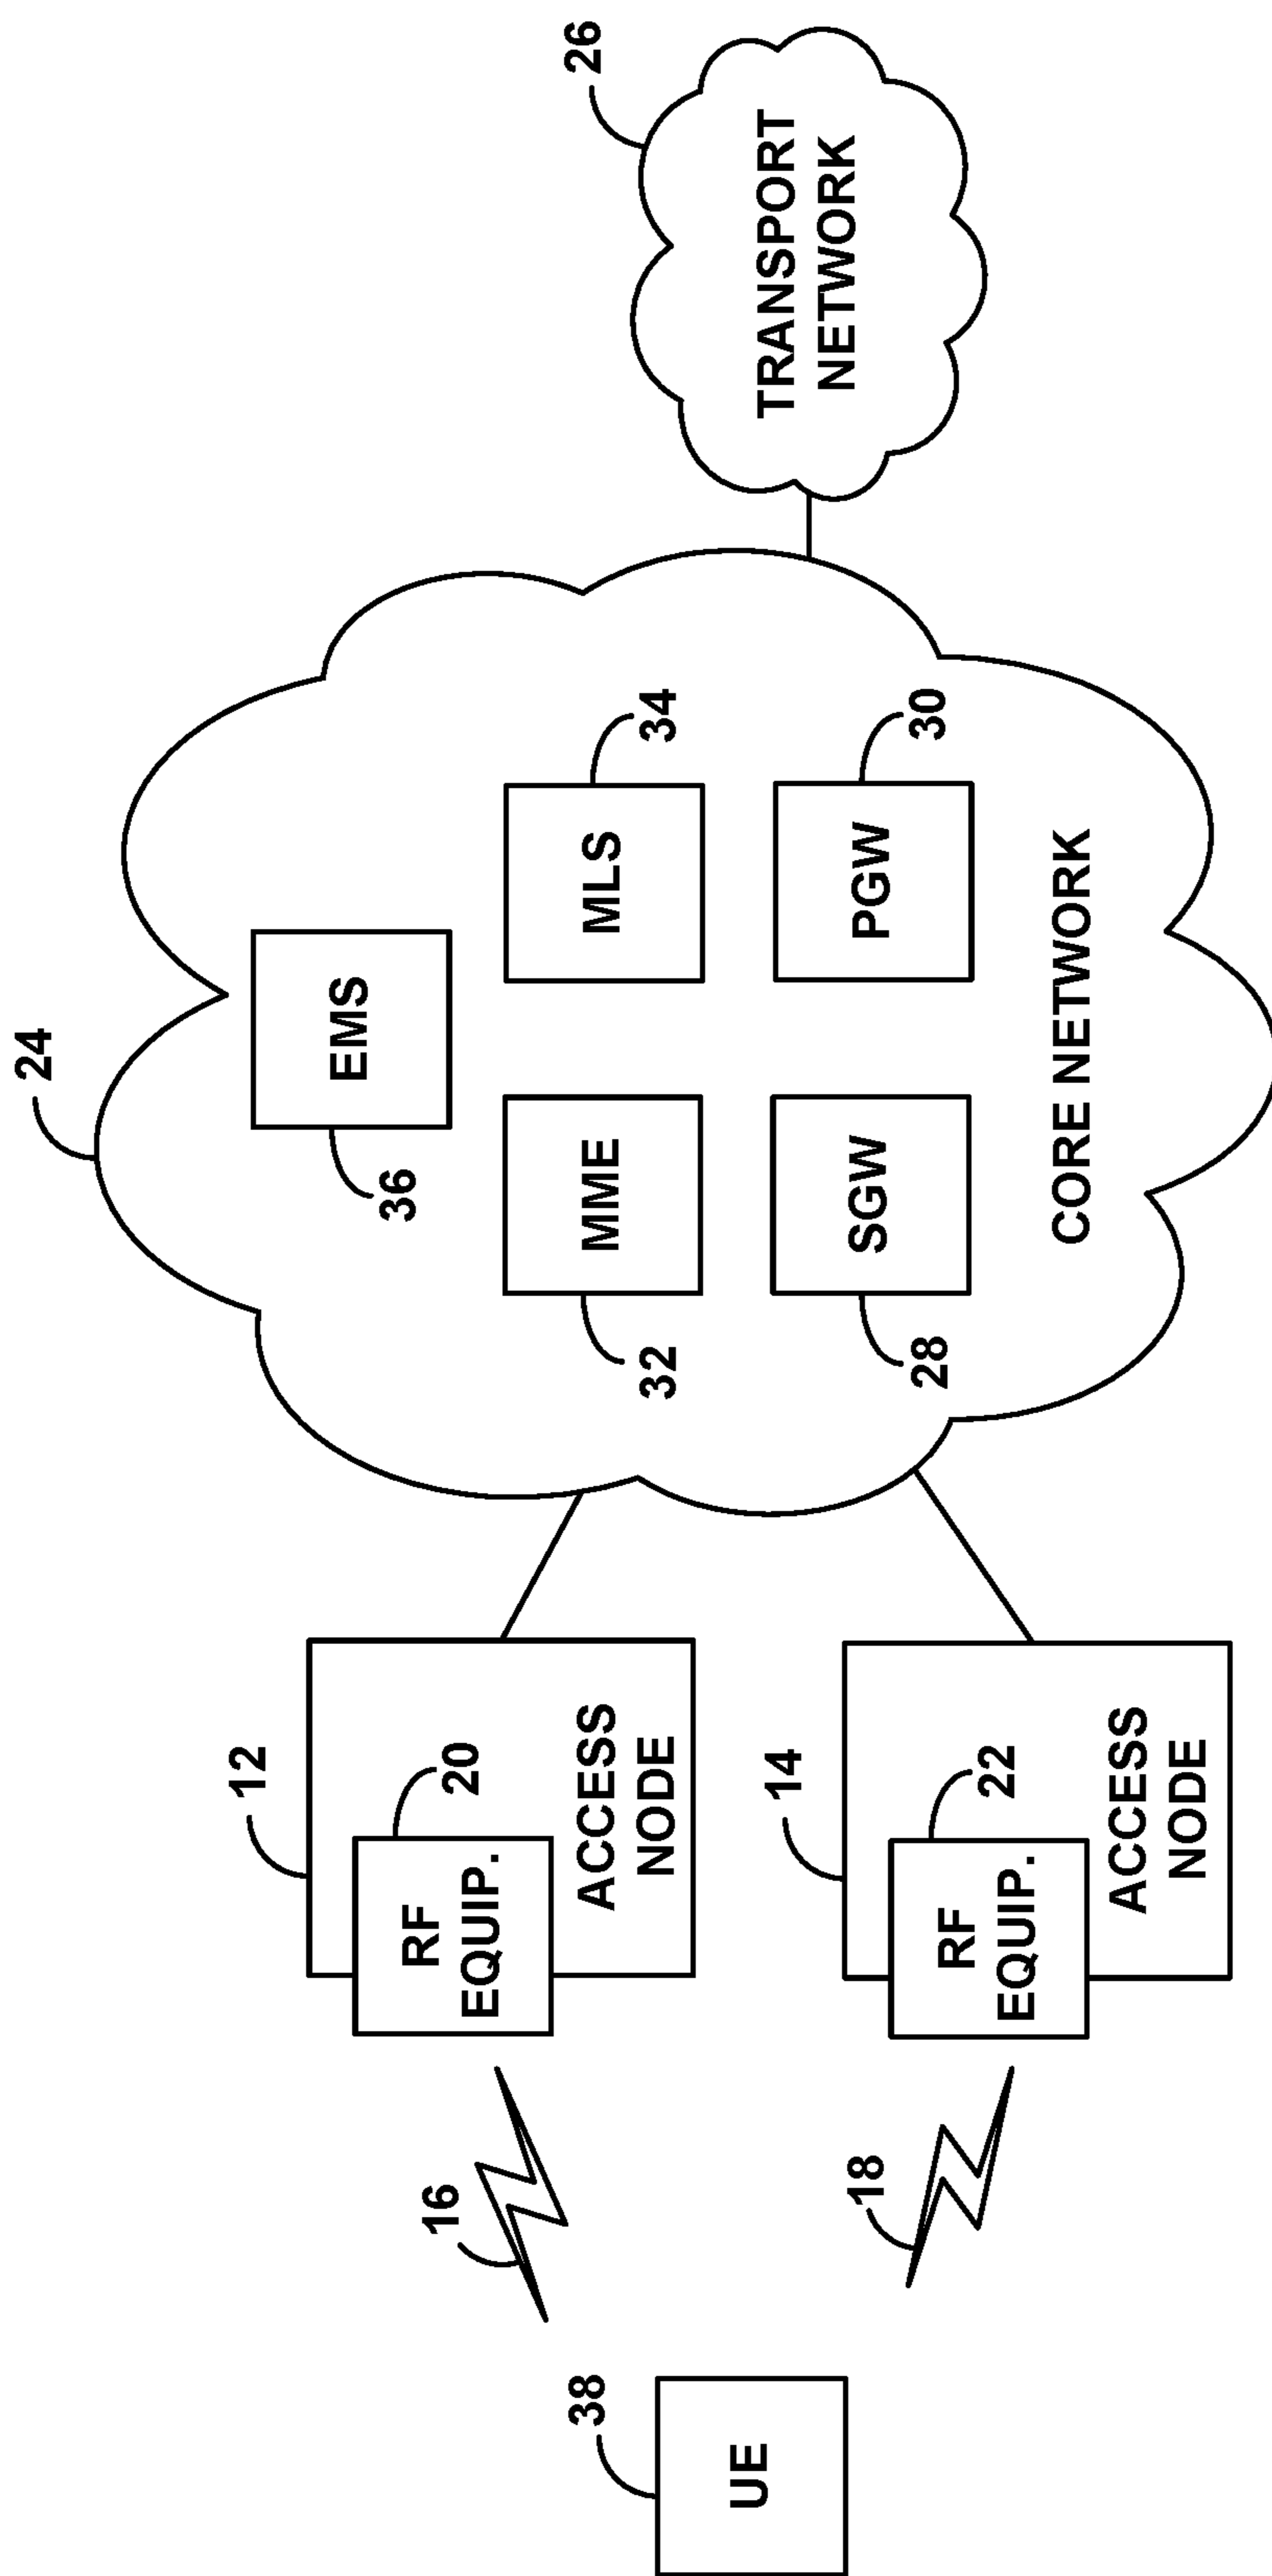 24
12
36
EMS
26
RF
EQUIP.
20
ACCESS
NODE
MME
32
MLS
34
TRANSPORT
NETWORK
16
38
UE
14
18
RF
EQUIP.
22
ACCESS
NODE
SGW
28
PGW
30
CORE NETWORK